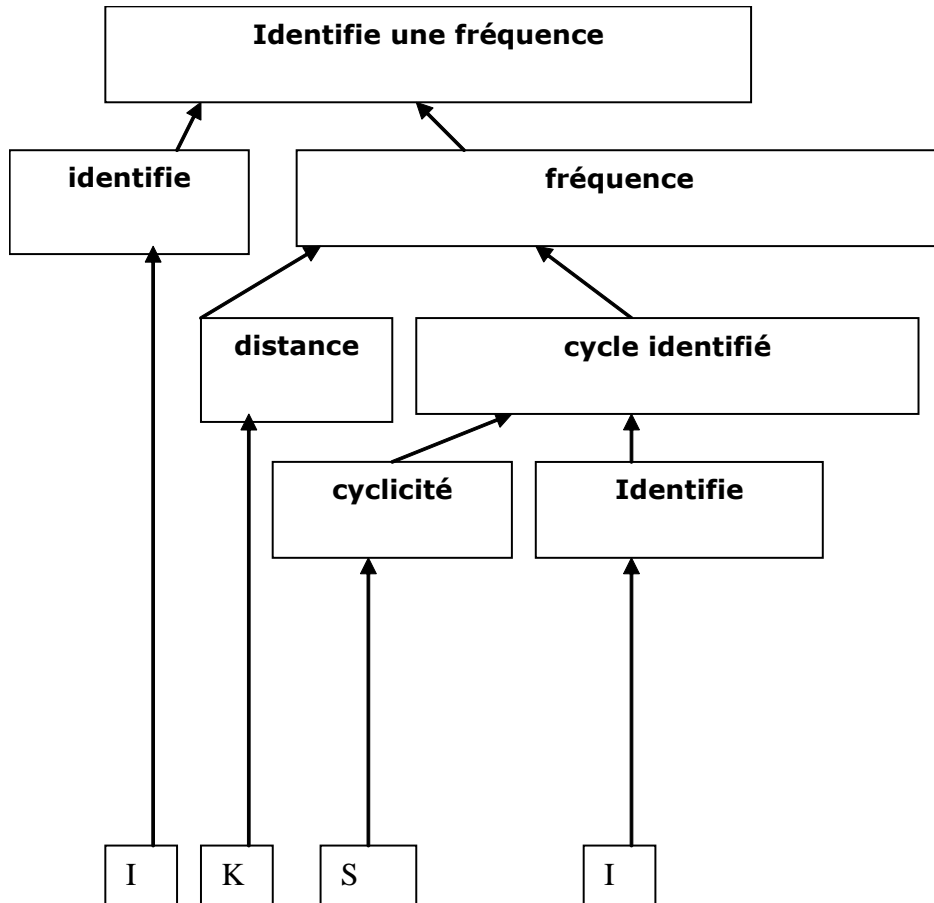 Identifie une fréquence
identifie
fréquence
distance
cycle identifié
cyclicité
Identifie
I
K
S
I